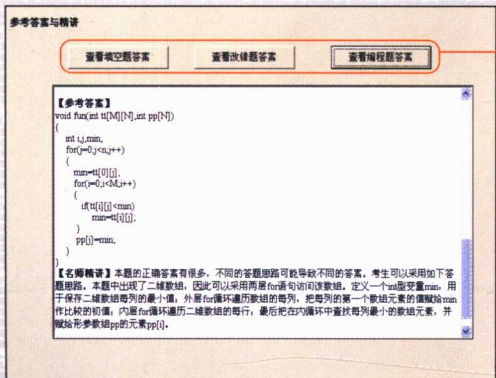 参考答案与精讲
查看填空题答案 查看改错题答案 查看编程题答案
【参考答案】
void fun(int tt[M][N],int pp[N])
{
int i,j,min;
for(j=0;j<n;j++)
{
min=tt[0][j];
for(i=0;i<M;i++)
{
if(tt[i][j]<min)
min=tt[i][j];
}
pp[j]=min;
}
}
【名师精讲】本题的正确答案有很多，不同的答题思路可能导致不同的答案。考生可以采用如下答
题思路。本题中出现了二维数组，因此可以采用两层for语句访问该数组。定义一个int型变量min，用
于保存二维数组每列的最小值；外层for循环遍历数组的每列，把每列的第一个数组元素的值赋给min
作比较的初值；内层for循环遍历二维数组的每行；最后把在内循环中查找每列最小的数组元素，并
赋给形参数组pp的元素pp[i]。